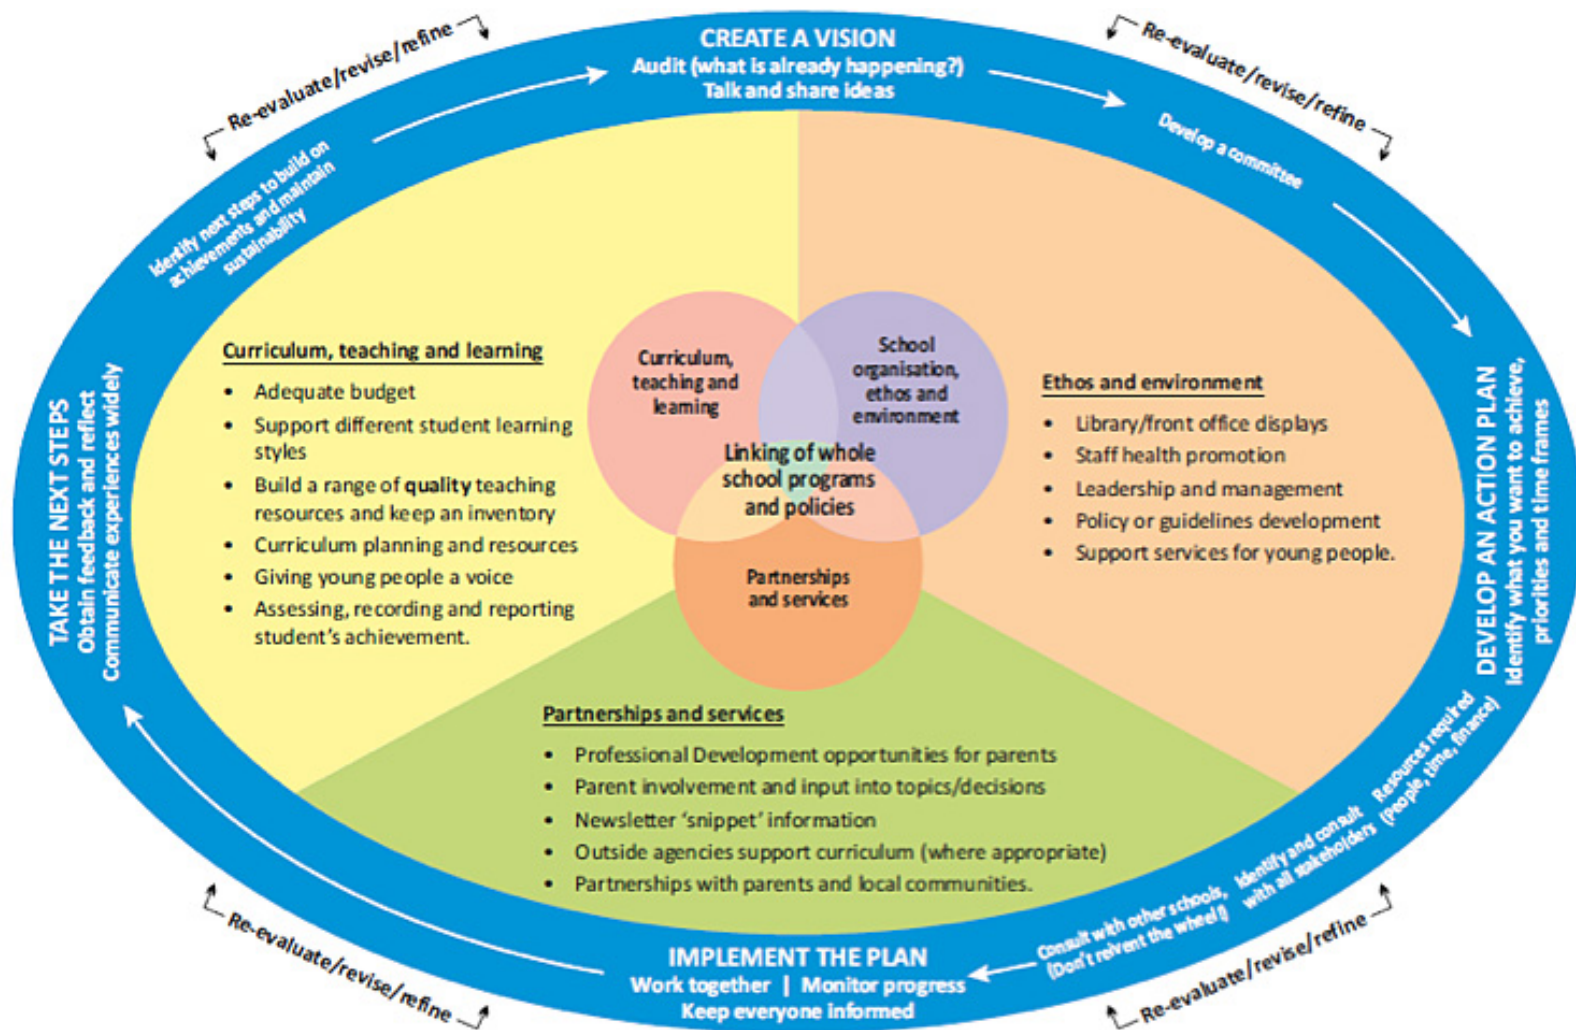 Re-evaluate/revise/refine
CREATE A VISION
Audit (what is already happening?)
Talk and share ideas
Re-evaluate/revise/refine
Develop a committee
DEVELOP AN ACTION PLAN
Identify what you want to achieve,
priorities and time frames
Resources required
(People, time, finance)
Identify and consult
with all stakeholders
Consult with other schools,
(Don't reivent the wheel!)
Re-evaluate/revise/refine
IMPLEMENT THE PLAN
Work together | Monitor progress
Keep everyone informed
Re-evaluate/revise/refine
TAKE THE NEXT STEPS
Obtain feedback and reflect
Communicate experiences widely
Identify next steps to build on
achievements and maintain
sustainability
Curriculum, teaching and learning
• Adequate budget
• Support different student learning
styles
• Build a range of quality teaching
resources and keep an inventory
• Curriculum planning and resources
• Giving young people a voice
• Assessing, recording and reporting
student's achievement.
Curriculum,
teaching and
learning
School
organisation,
ethos and
environment
Linking of whole
school programs
and policies
Partnerships
and services
Ethos and environment
• Library/front office displays
• Staff health promotion
• Leadership and management
• Policy or guidelines development
• Support services for young people.
Partnerships and services
• Professional Development opportunities for parents
• Parent involvement and input into topics/decisions
• Newsletter 'snippet' information
• Outside agencies support curriculum (where appropriate)
• Partnerships with parents and local communities.